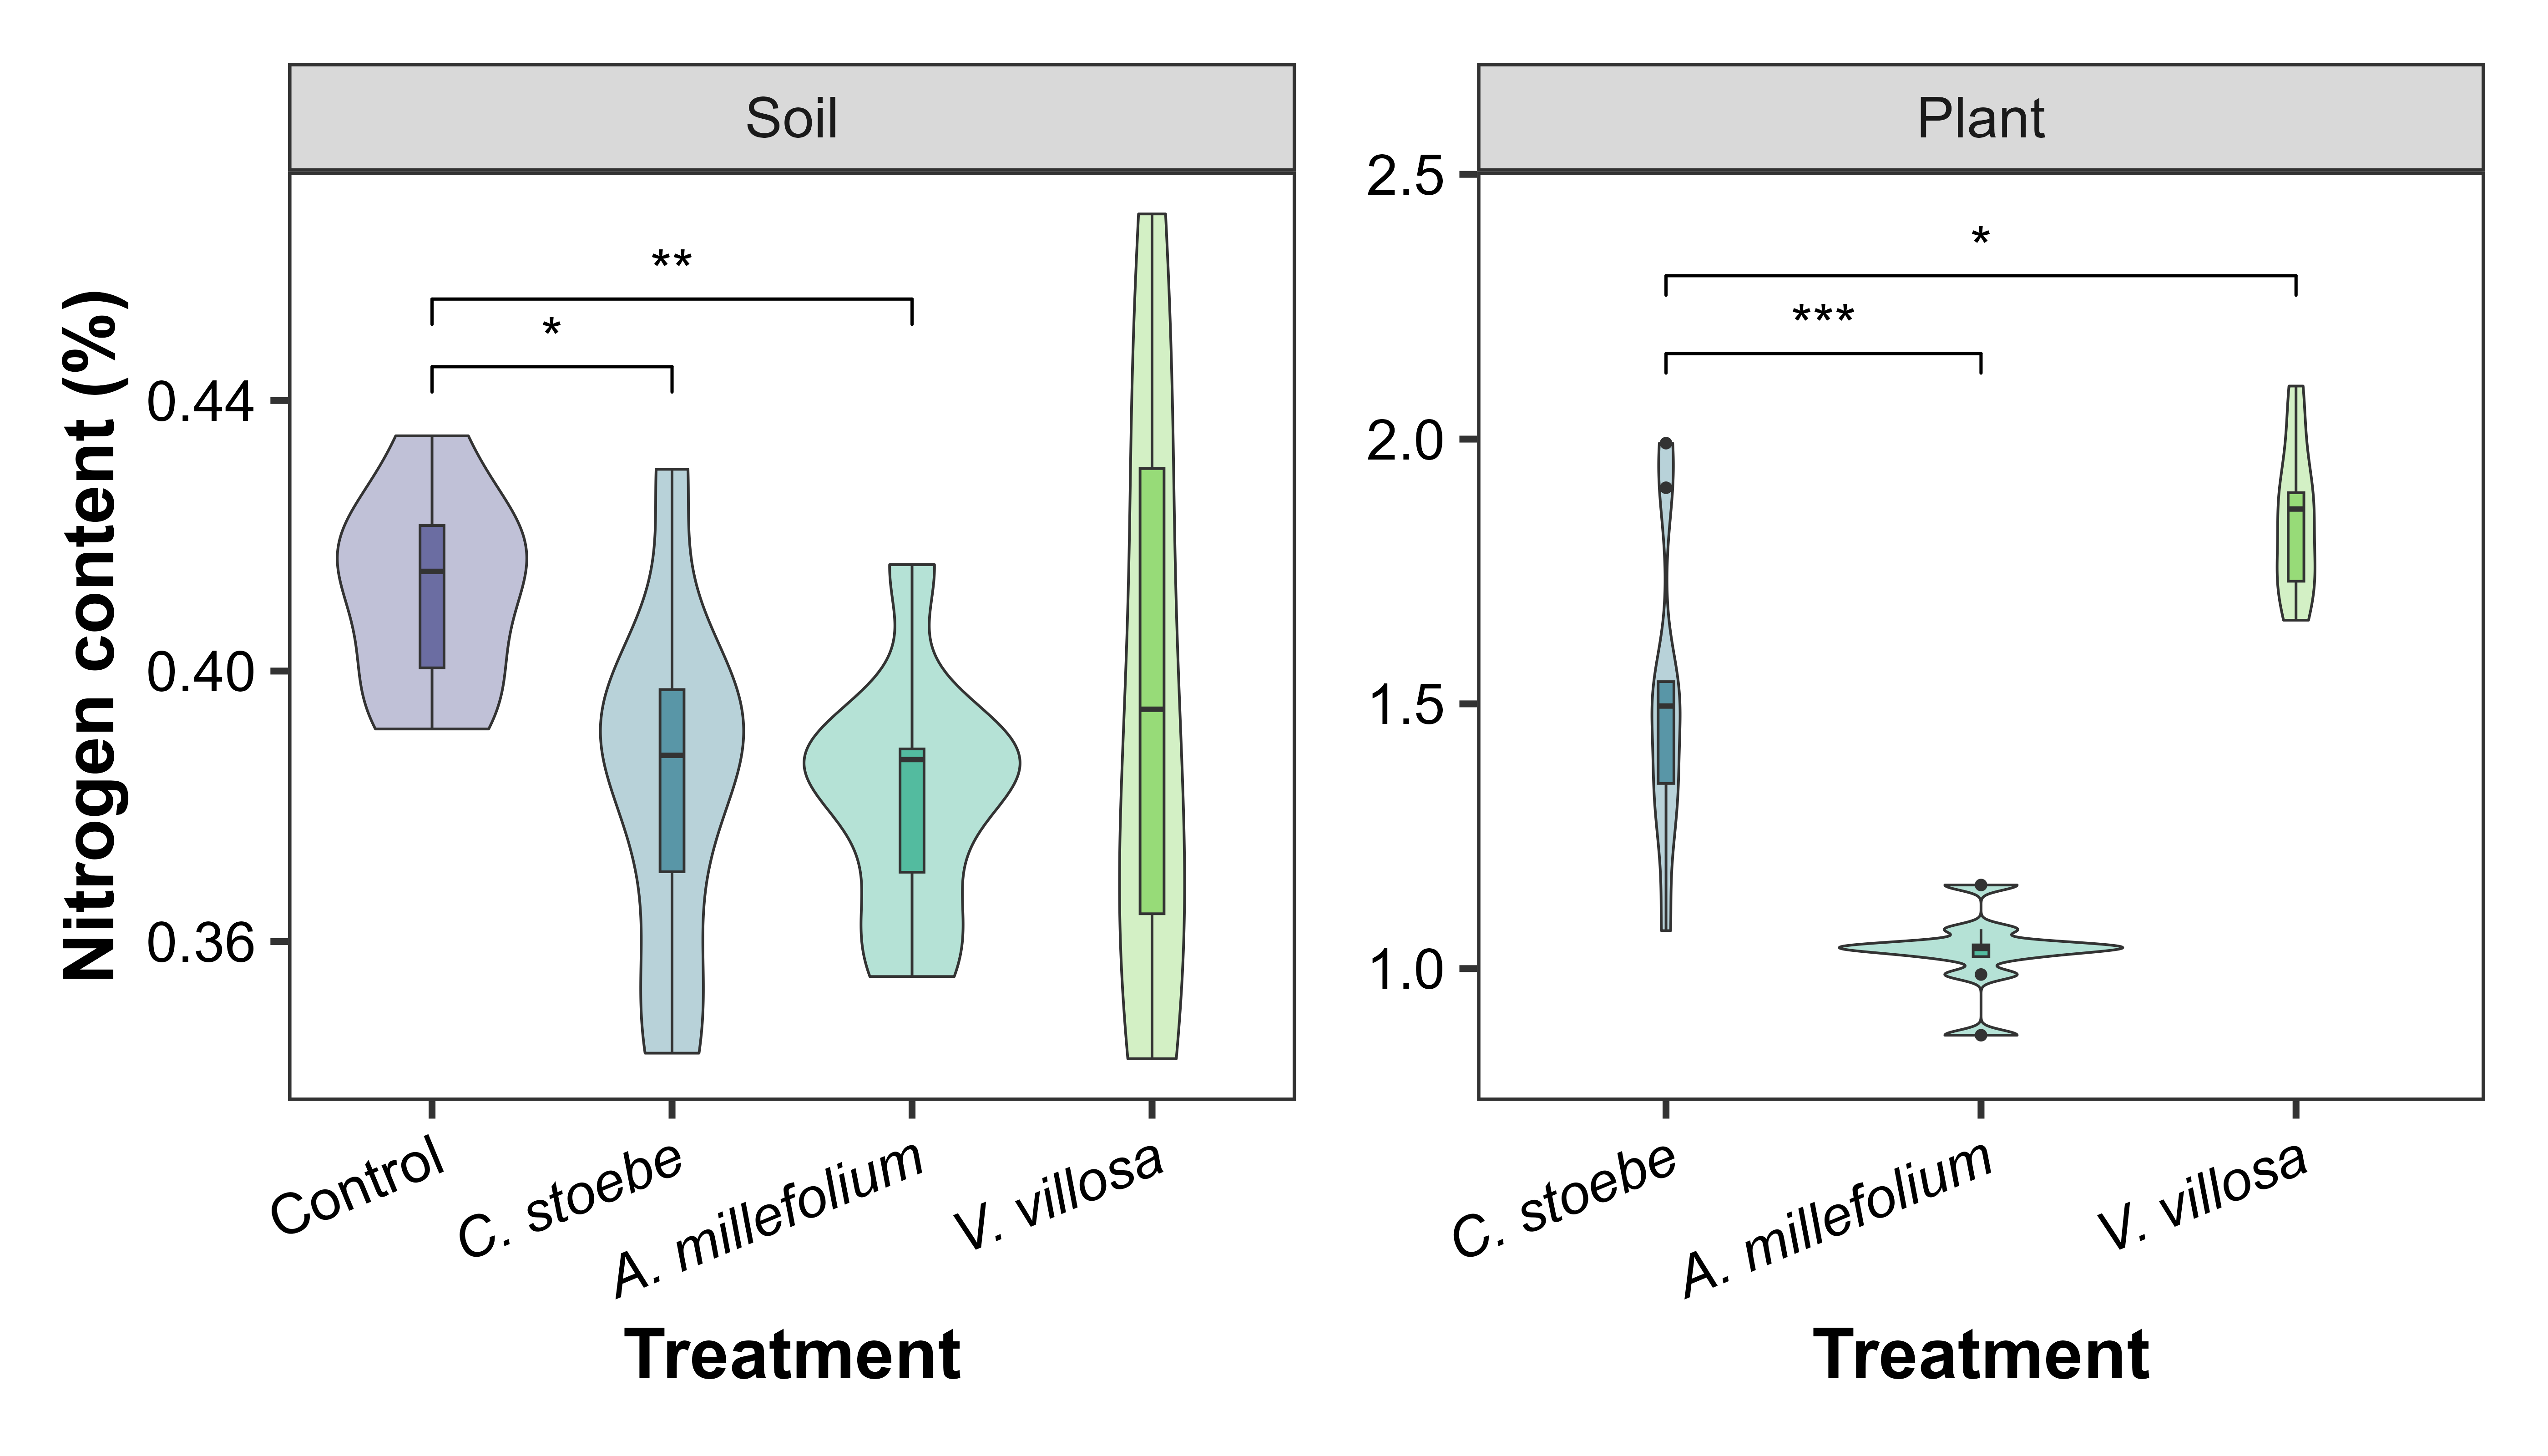 Soil
Plant
Nitrogen content (%)
0.44
0.40
0.36
**
*
Control
C. stoebe
A. millefolium
V. villosa
Treatment
2.5
2.0
1.5
1.0
*
***
C. stoebe
A. millefolium
V. villosa
Treatment